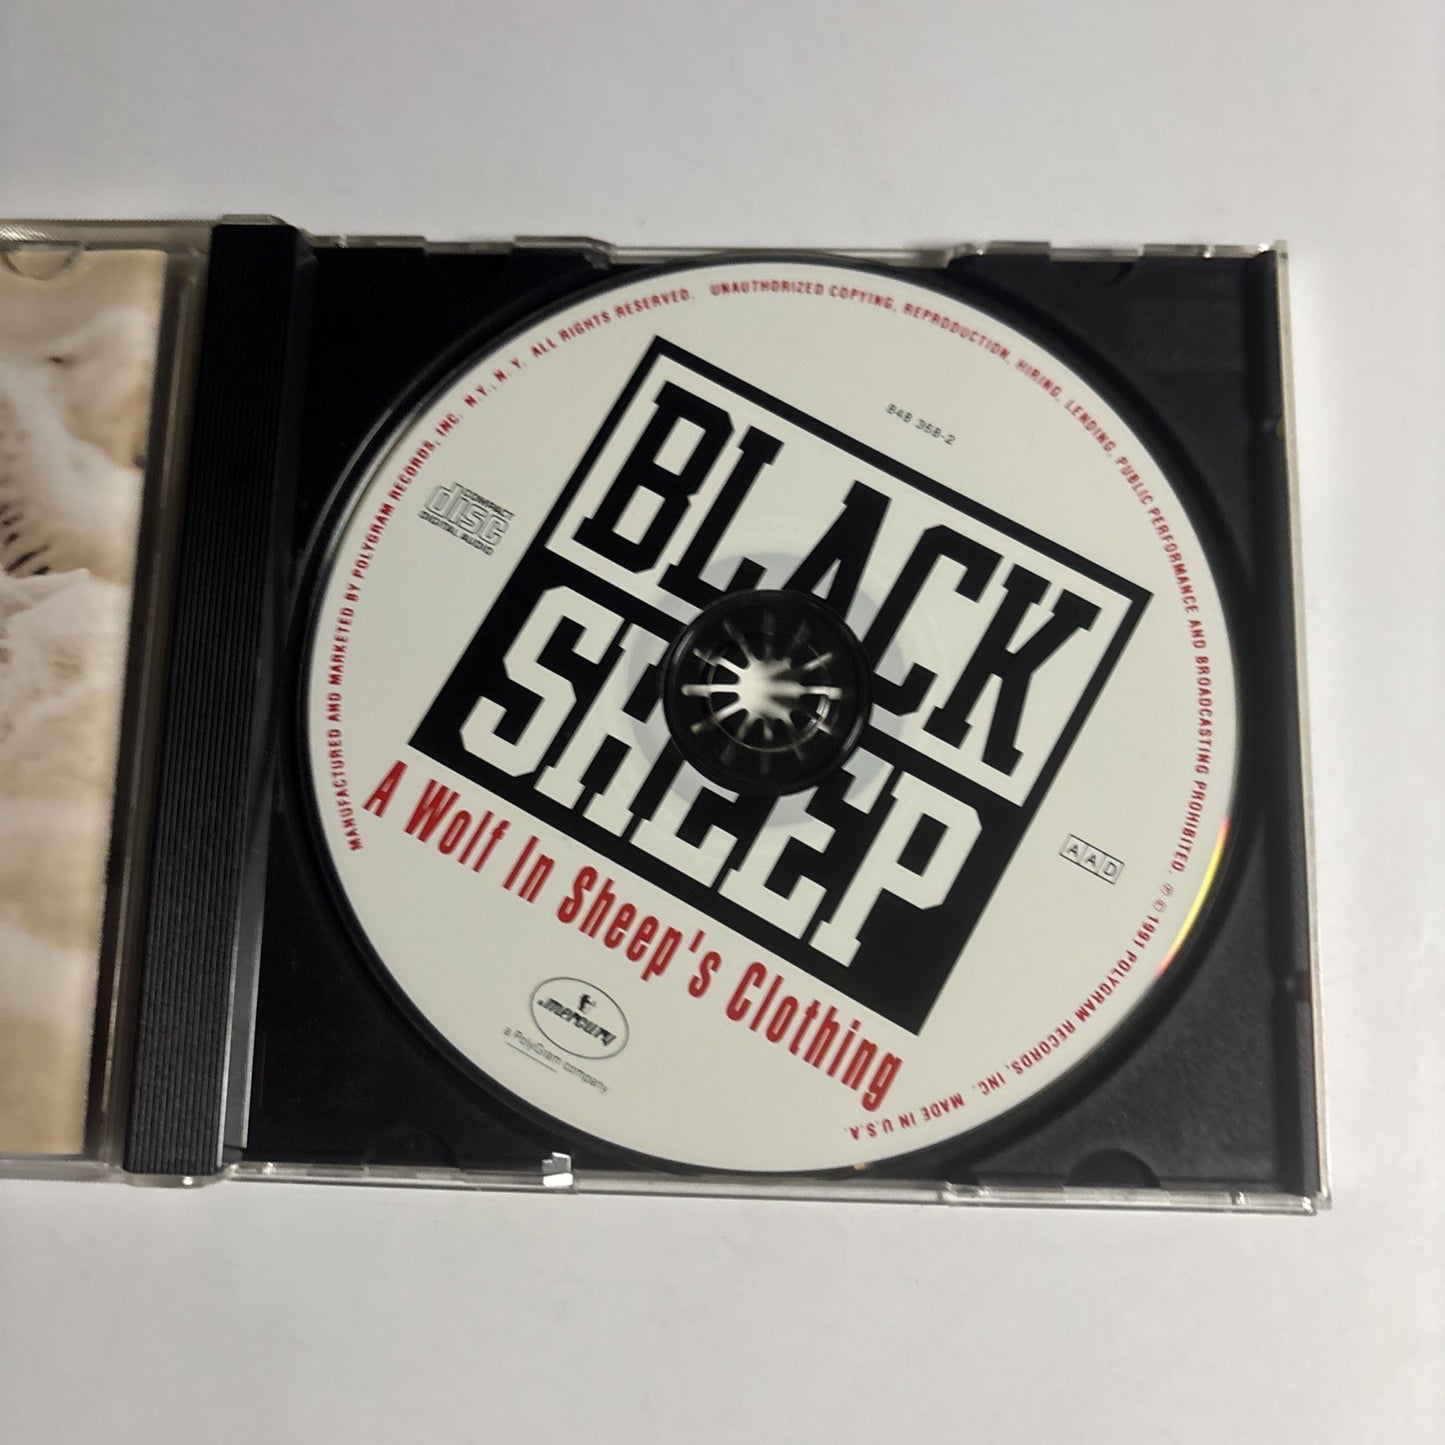 MANUFACTURED AND MARKETED BY POLYGRAM RECORDS, INC. N.Y., N.Y. ALL RIGHTS RESERVED. UNAUTHORIZED COPYING, REPRODUCTION, HIRING, LENDING, PUBLIC PERFORMANCE AND BROADCASTING PROHIBITED. ℗ © 1991 POLYGRAM RECORDS, INC. MADE IN U.S.A.
848 368-2
COMPACT
disc
DIGITAL AUDIO
BLACK
SHEEP
AAD
A Wolf In Sheep's Clothing
mercury
a PolyGram company